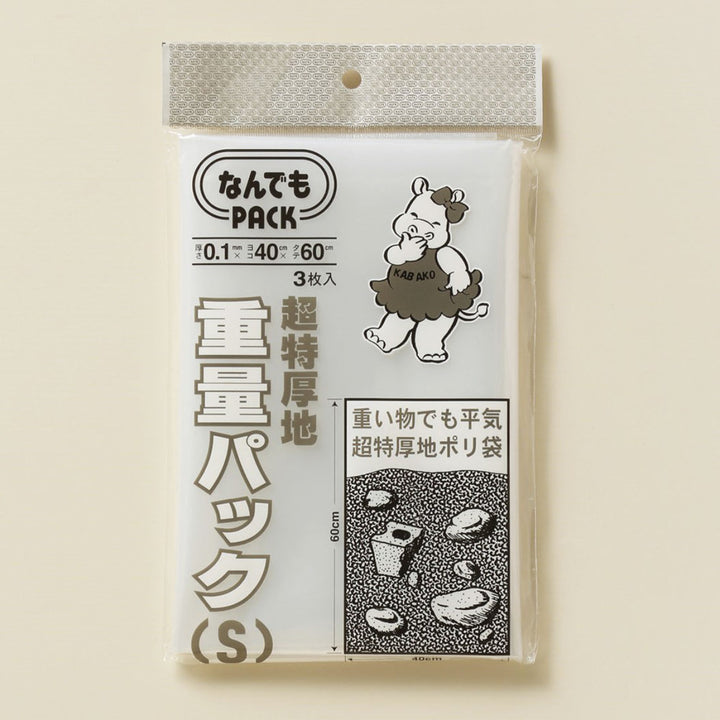 なんでも
PACK
厚さ0.1mm×ヨコ40cm×タテ60cm
3枚入
超特厚地
重量パック(S)
KABAKO
重い物でも平気
超特厚地ポリ袋
60cm
40cm